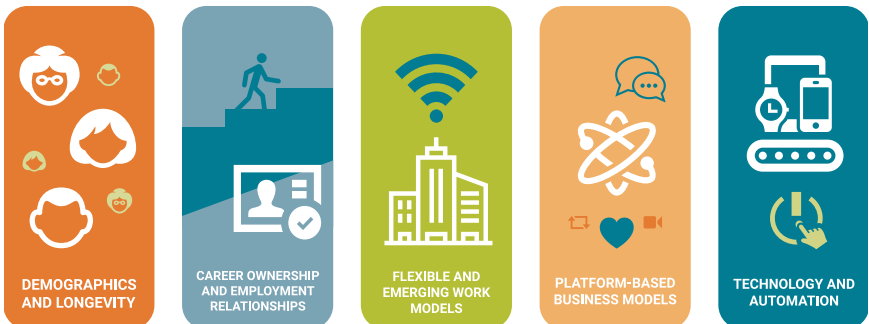 DEMOGRAPHICS
AND LONGEVITY
CAREER OWNERSHIP
AND EMPLOYMENT
RELATIONSHIPS
FLEXIBLE AND
EMERGING WORK
MODELS
PLATFORM-BASED
BUSINESS MODELS
TECHNOLOGY AND
AUTOMATION